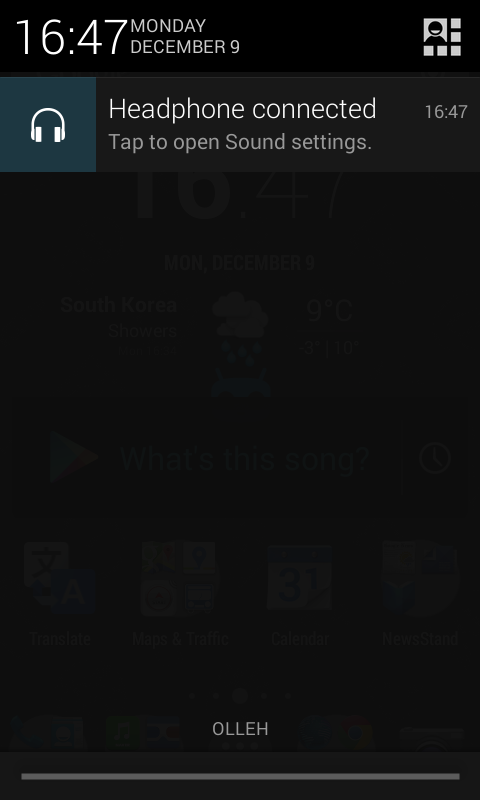 16:47
MONDAY
DECEMBER 9
Headphone connected
16:47
Tap to open Sound settings.
16:47
MON, DECEMBER 9
South Korea
9°C
Showers
-3° | 10°
What's this song?
文
A
31
Translate
Maps & Traffic
Calendar
NewsStand
OLLEH